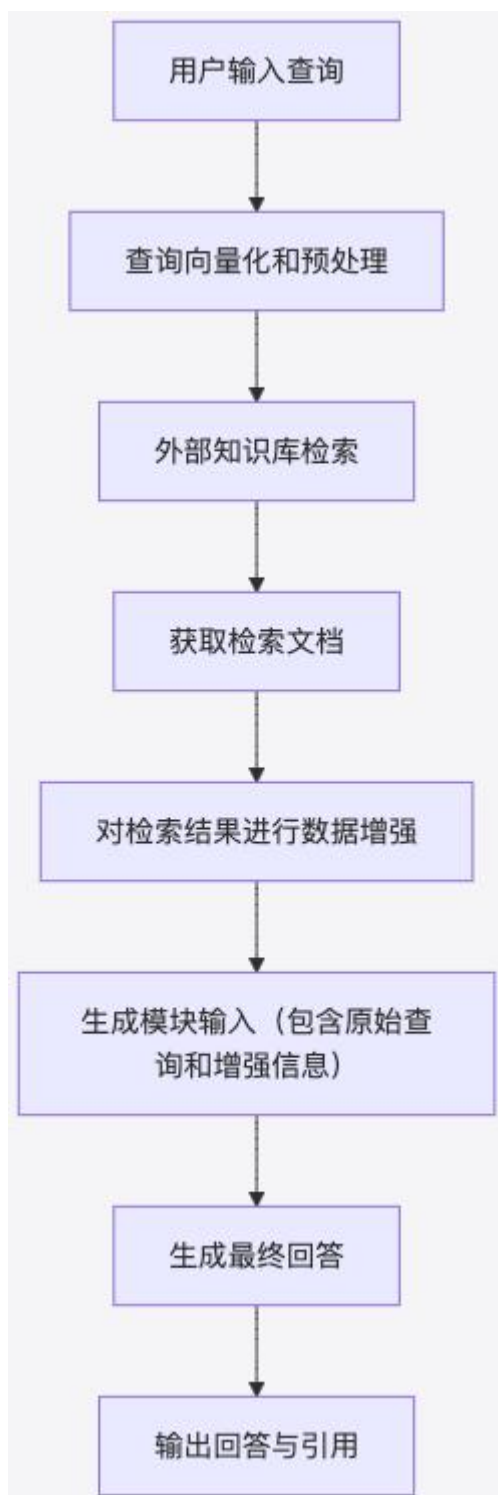 用户输入查询
查询向量化和预处理
外部知识库检索
获取检索文档
对检索结果进行数据增强
生成模块输入（包含原始查
询和增强信息）
生成最终回答
输出回答与引用